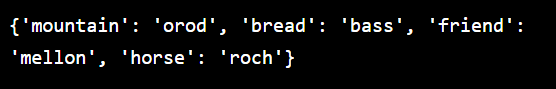 {'mountain': 'orod', 'bread': 'bass', 'friend':
'mellon', 'horse': 'roch'}